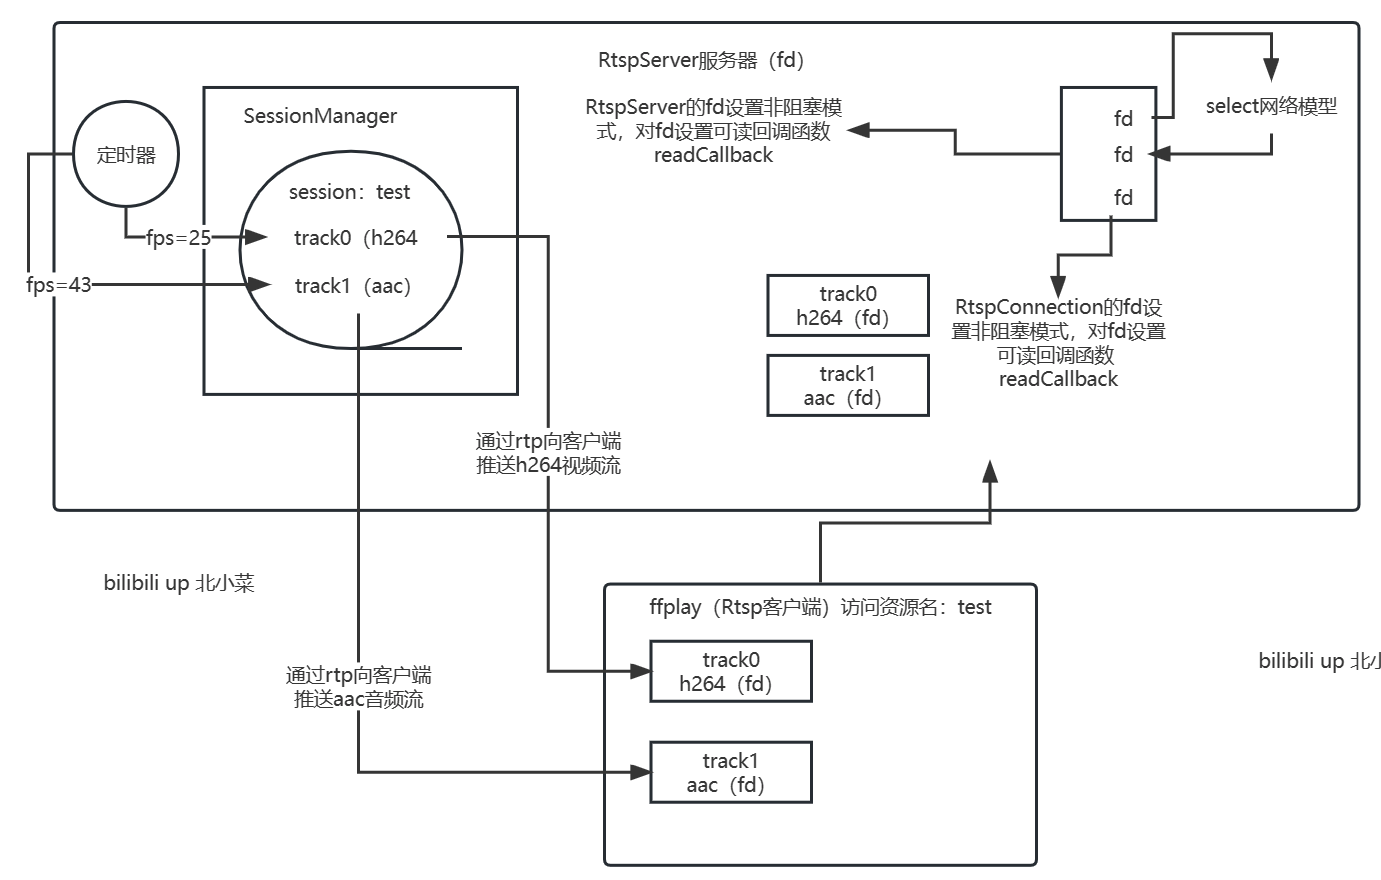 RtspServer服务器（fd）
RtspServer的fd设置非阻塞模
式，对fd设置可读回调函数
readCallback
fd
fd
fd
select网络模型
SessionManager
定时器
session：test
fps=25
track0（h264
fps=43
track1（aac）
track0
h264（fd）
track1
aac（fd）
RtspConnection的fd设
置非阻塞模式，对fd设置
可读回调函数
readCallback
通过rtp向客户端
推送h264视频流
bilibili up 北小菜
ffplay（Rtsp客户端）访问资源名：test
通过rtp向客户端
推送aac音频流
track0
h264（fd）
track1
aac（fd）
bilibili up 北